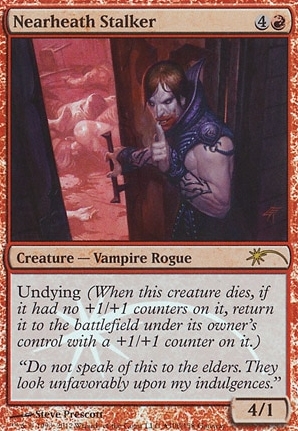 Nearheath Stalker 4
Creature — Vampire Rogue
Undying (When this creature dies, if
it had no +1/+1 counters on it, return
it to the battlefield under its owner's
control with a +1/+1 counter on it.)
“Do not speak of this to the elders. They
look unfavorably upon my indulgences.”
4/1
Steve Prescott